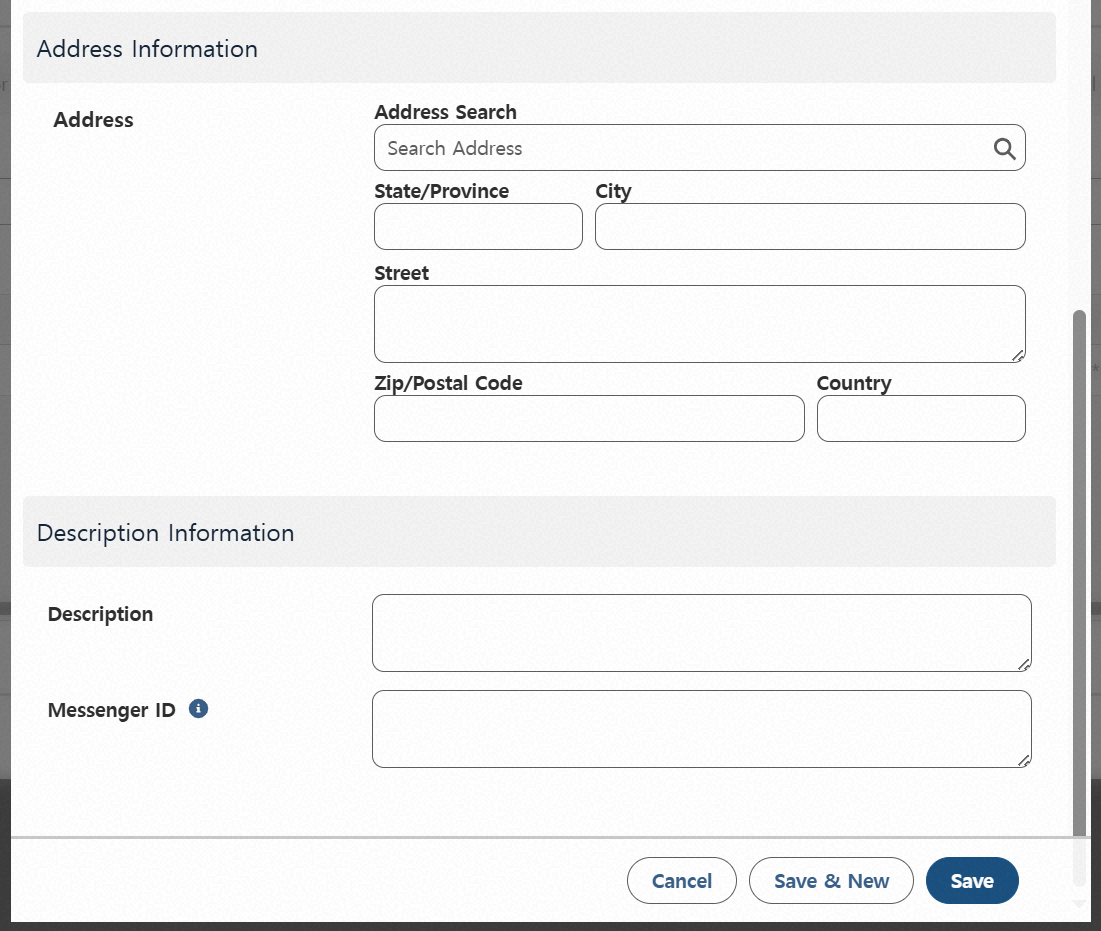 Address Information
Address
Address Search
Search Address
State/Province City
Street
Zip/Postal Code Country
Description Information
Description
Messenger ID
Cancel Save & New Save